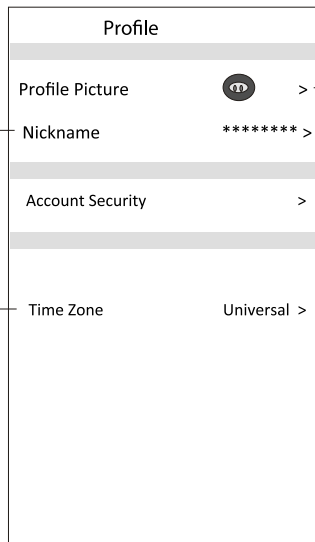 Profile
Profile Picture >
Nickname ******** >
Account Security >
Time Zone Universal >